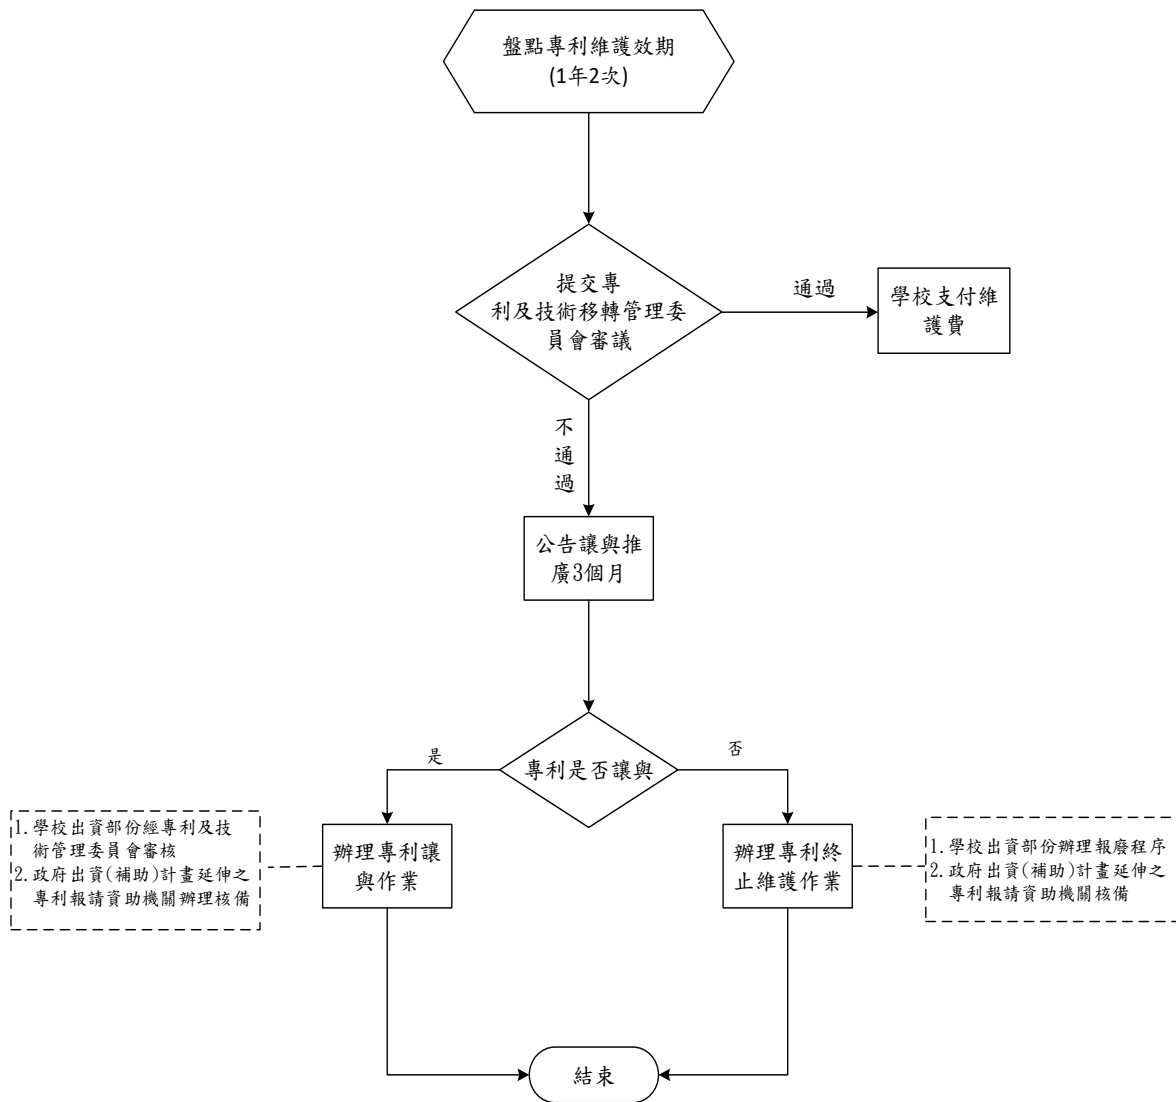 盤點專利維護效期
(1年2次)
提交專
利及技術移轉管理委
員會審議
通過
學校支付維
護費
不
通
過
公告讓與推
廣3個月
專利是否讓與
是
否
1.學校出資部份經專利及技
術管理委員會審核
2.政府出資(補助)計畫延伸之
專利報請資助機關辦理核備
辦理專利讓
與作業
辦理專利終
止維護作業
1.學校出資部份辦理報廢程序
2.政府出資(補助)計畫延伸之
專利報請資助機關核備
結束